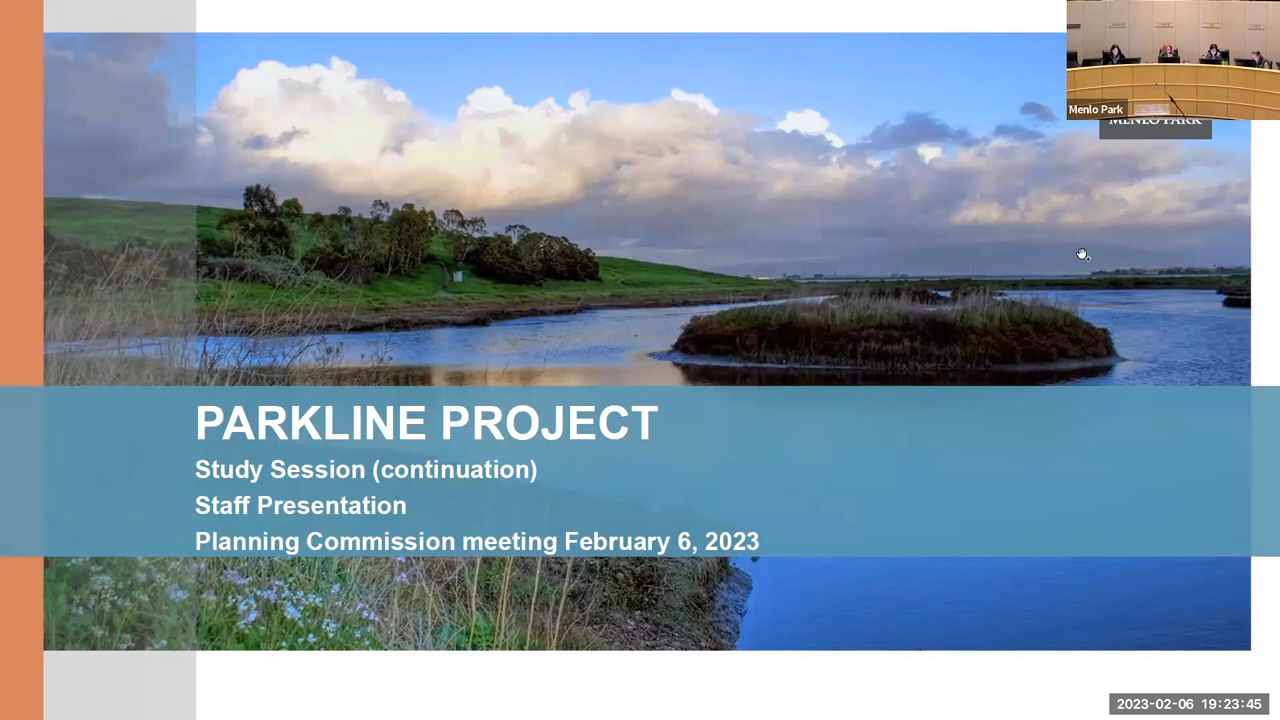 Menlo Park
MENLO PARK
PARKLINE PROJECT
Study Session (continuation)
Staff Presentation
Planning Commission meeting February 6, 2023
2023-02-06 19:23:45